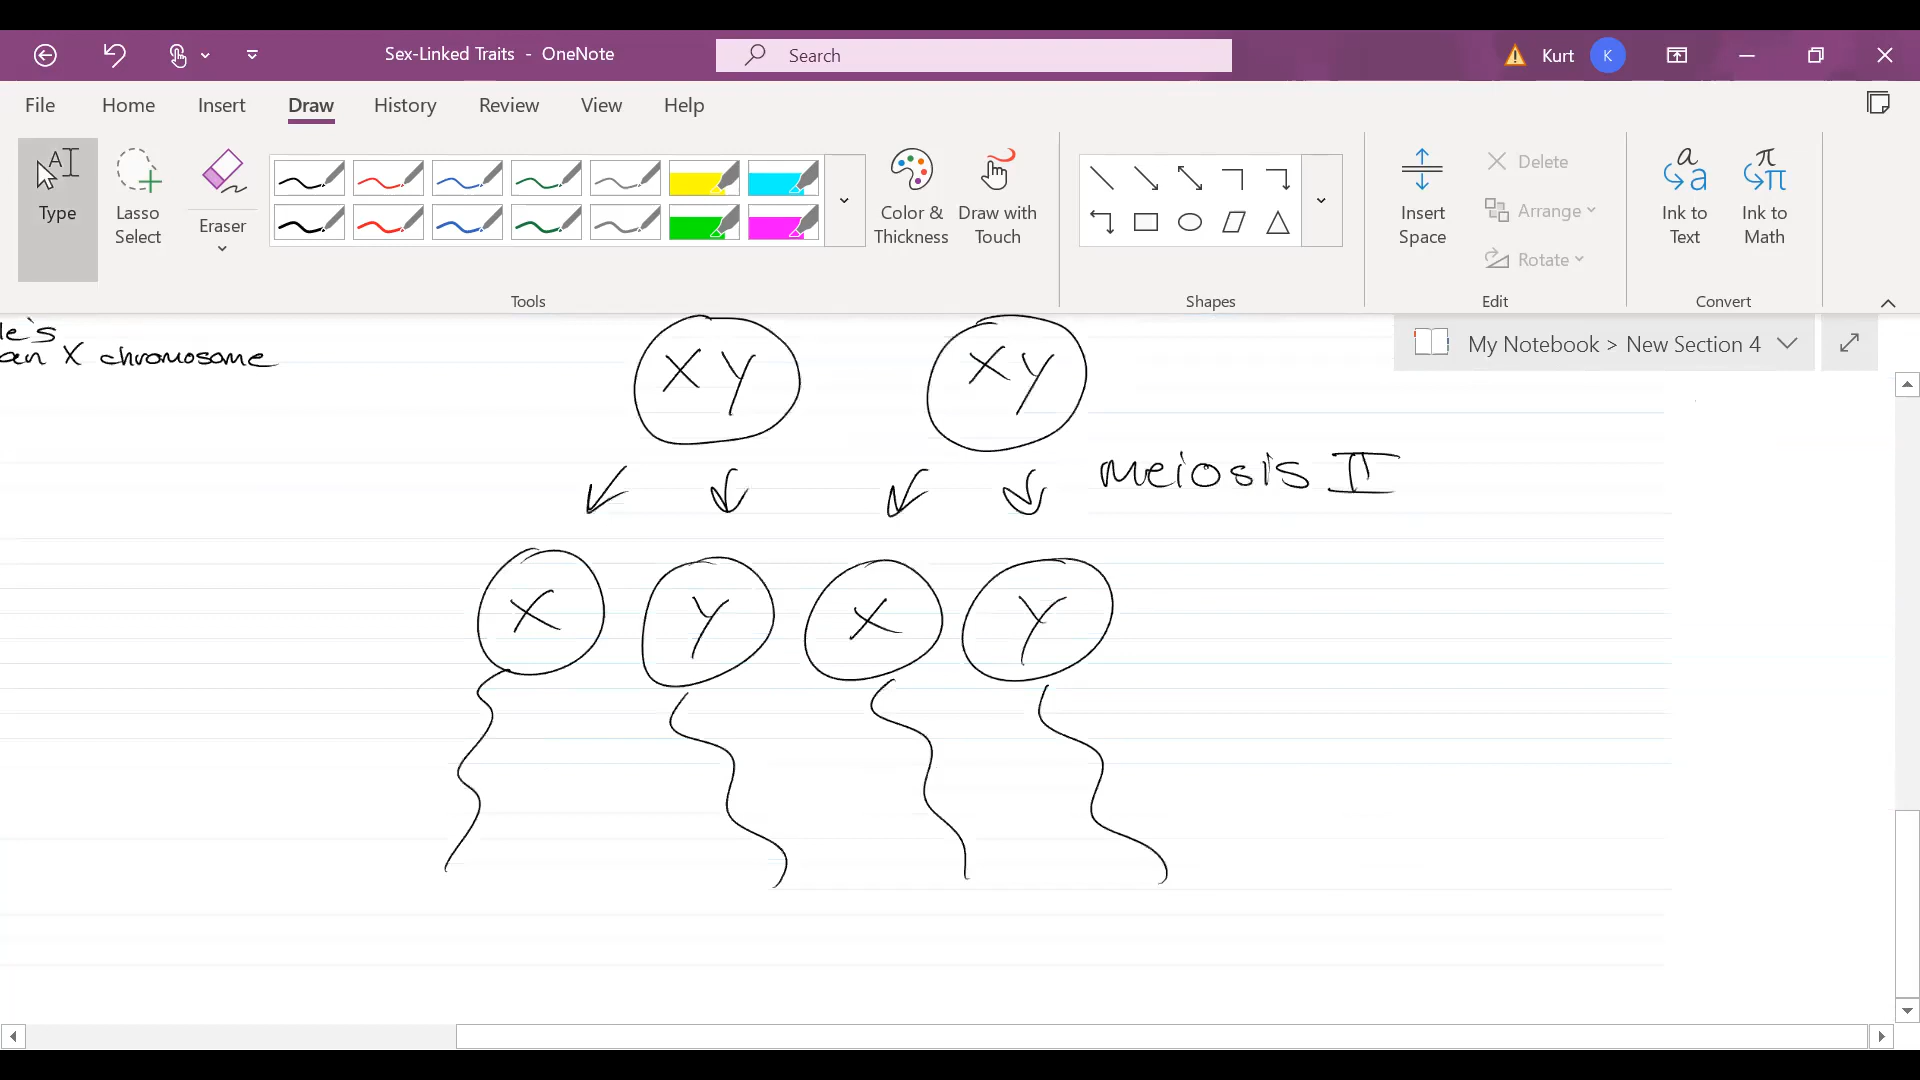 Sex-Linked Traits - OneNote
Search
Kurt
K
File
Home
Insert
Draw
History
Review
View
Help
Type
Lasso
Select
Eraser
Color &
Thickness
Draw with
Touch
Insert
Space
Delete
Arrange
Rotate
Ink to
Text
Ink to
Math
Tools
Shapes
Edit
Convert
My Notebook > New Section 4
le's
an X chromosome
X Y
X Y
meiosis II
X
Y
X
Y